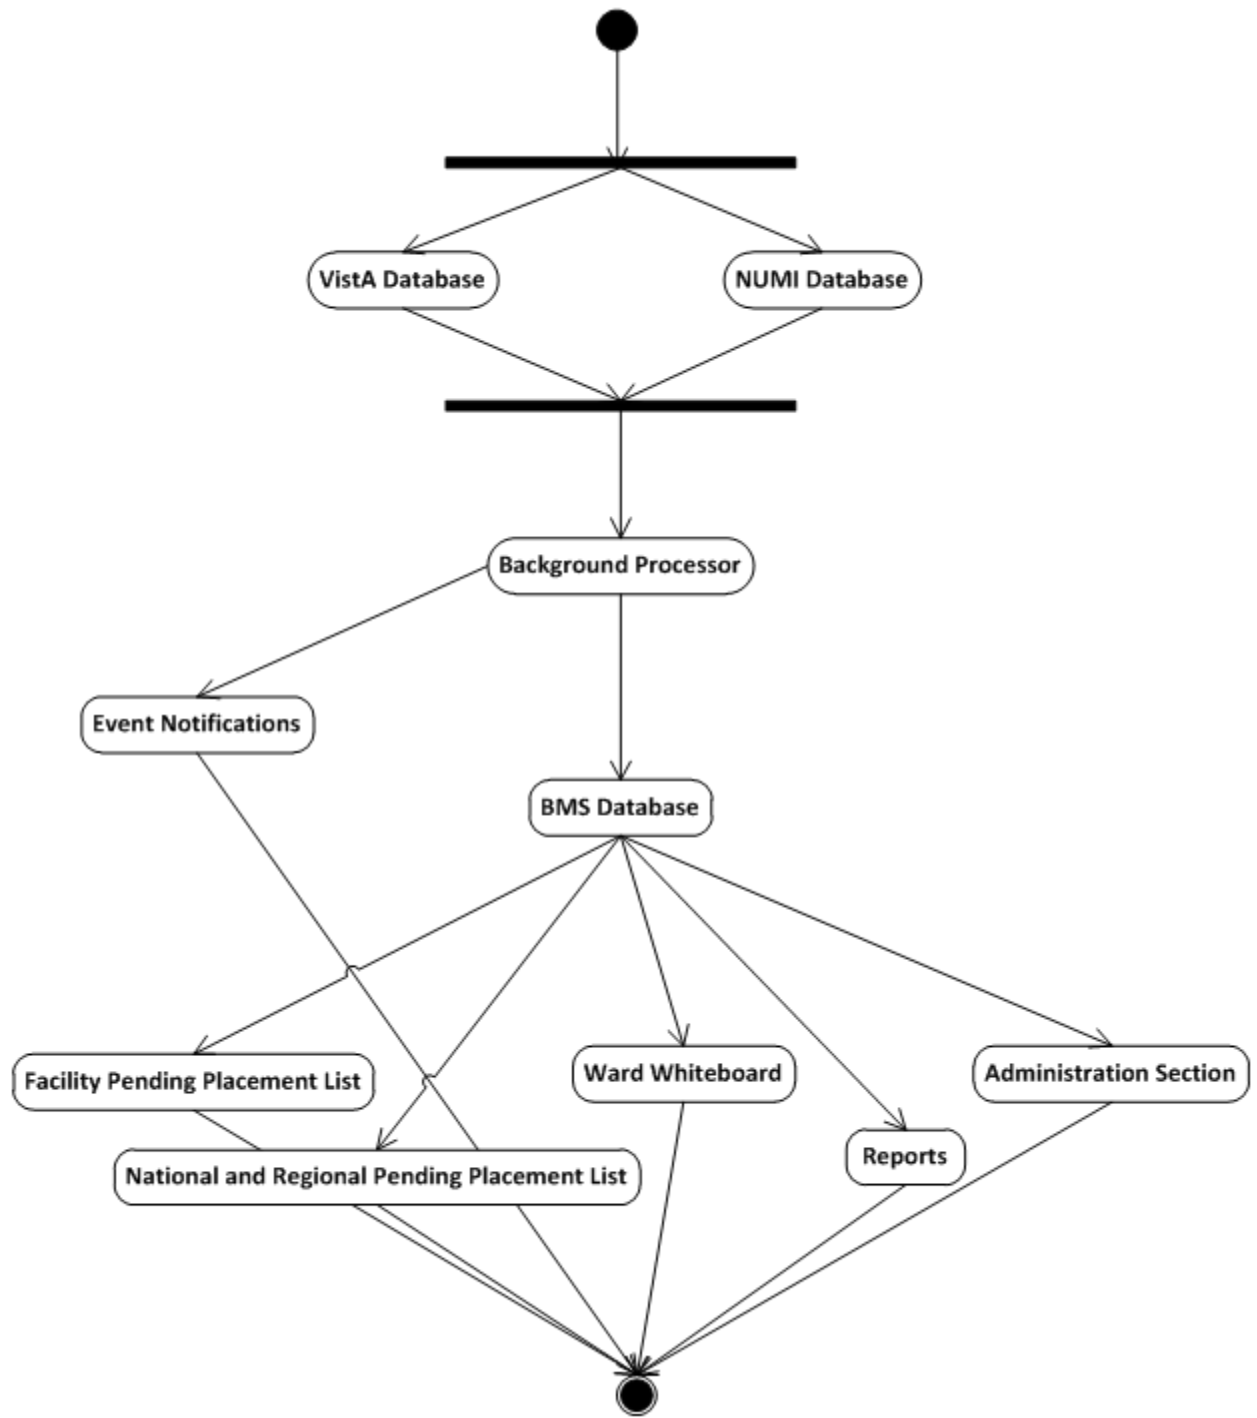 VistA Database
NUMI Database
Background Processor
Event Notifications
BMS Database
Facility Pending Placement List
Ward Whiteboard
Administration Section
National and Regional Pending Placement List
Reports